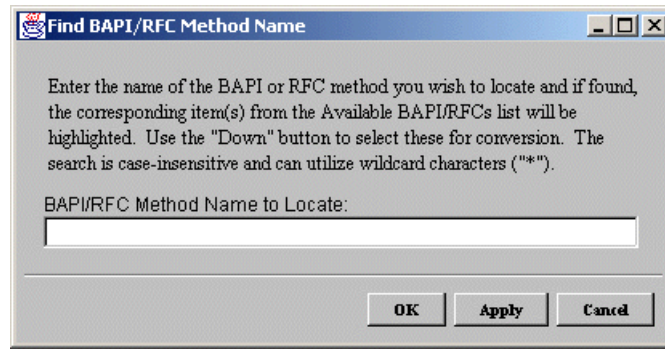 Find BAPI/RFC Method Name
Enter the name of the BAPI or RFC method you wish to locate and if found,
the corresponding item(s) from the Available BAPI/RFCs list will be
highlighted. Use the "Down" button to select these for conversion. The
search is case-insensitive and can utilize wildcard characters ("*").
BAPI/RFC Method Name to Locate:
OK Apply Cancel